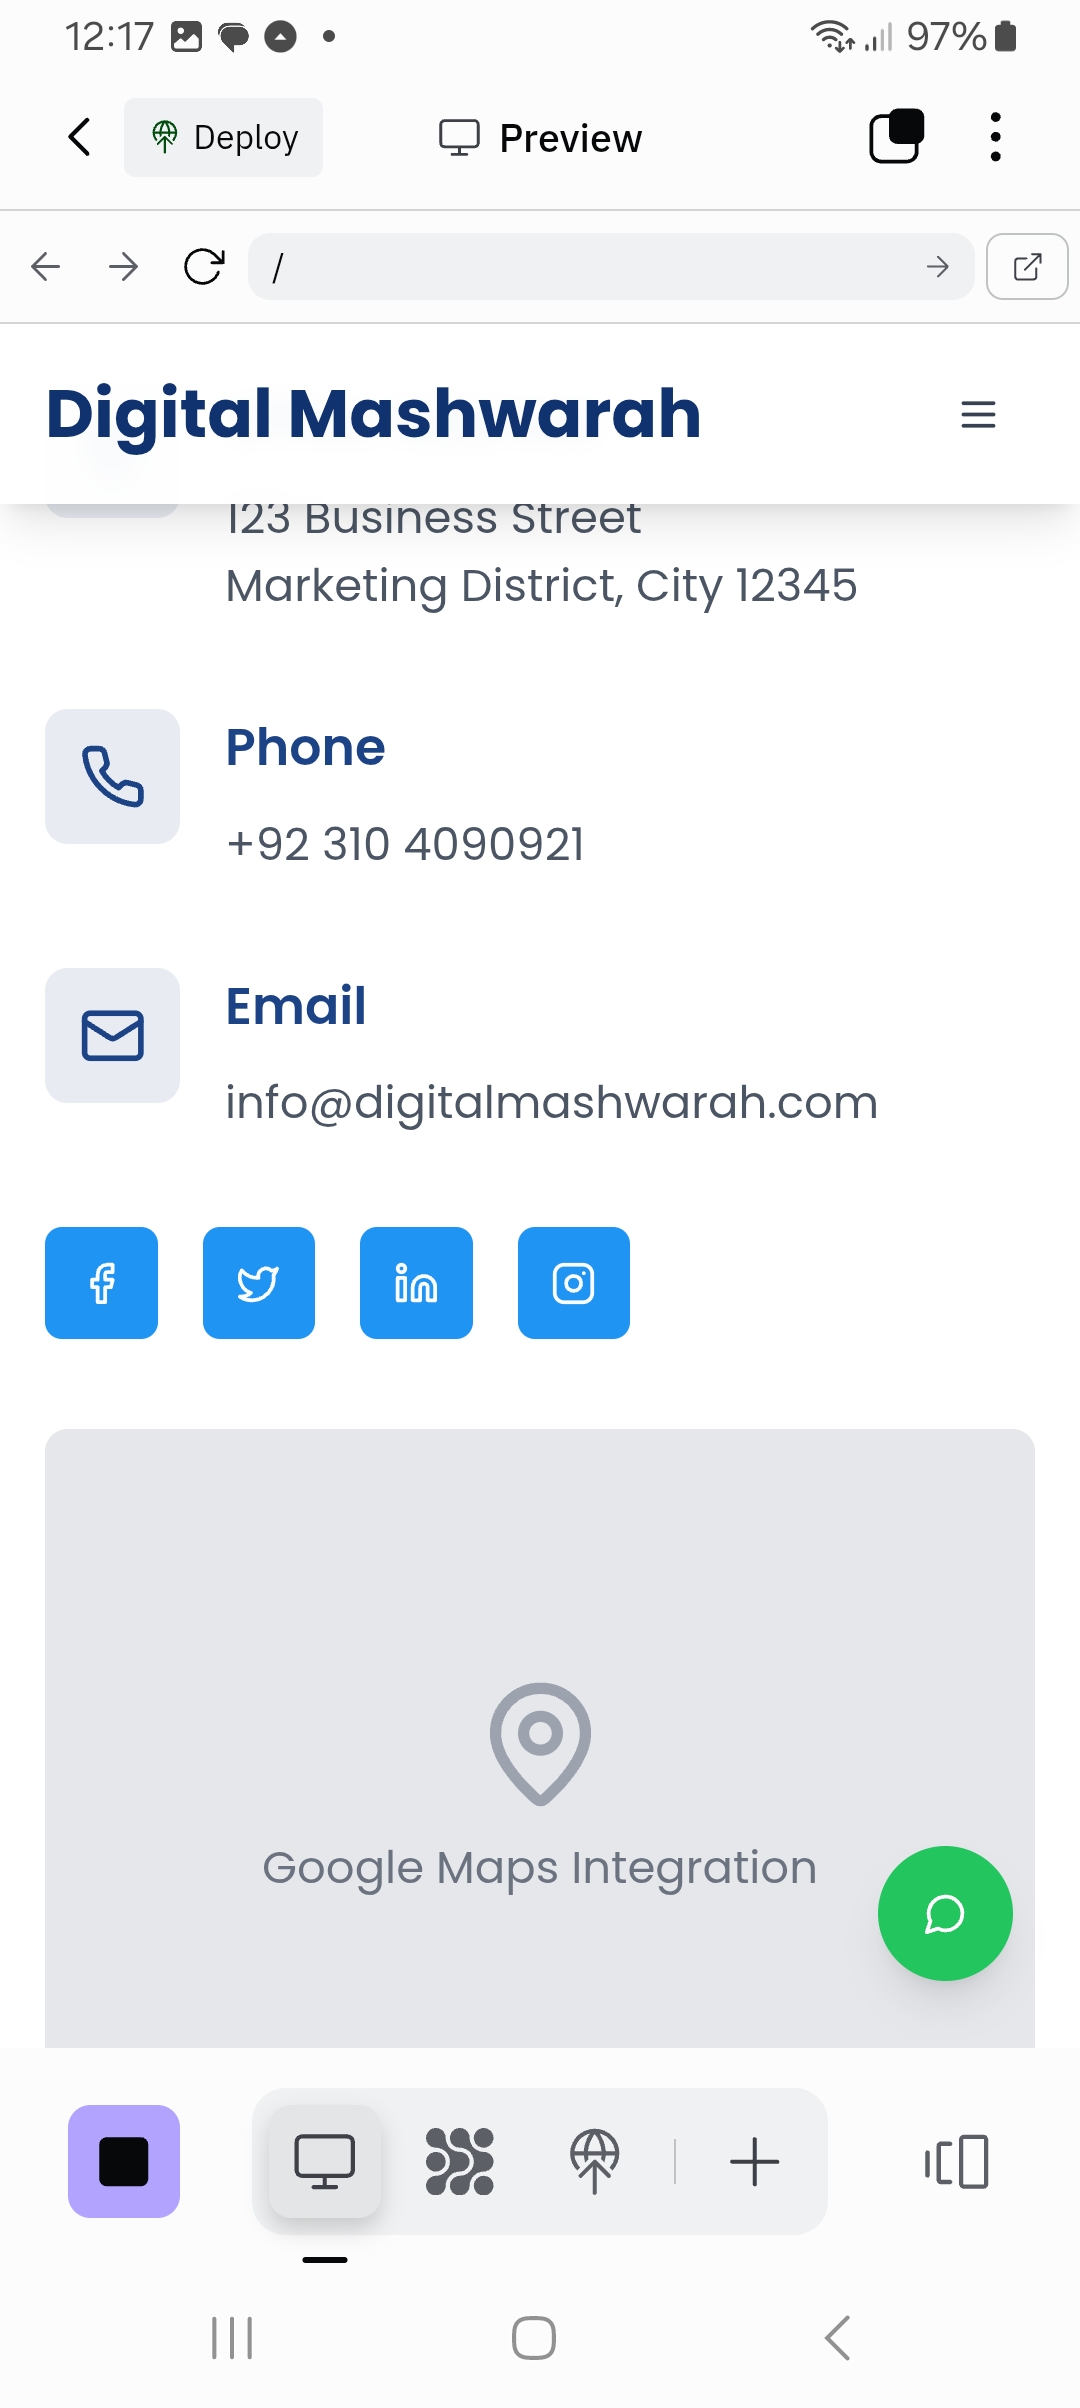 12:17
97%
Deploy
Preview
/
Digital Mashwarah
123 Business Street
Marketing District, City 12345
Phone
+92 310 4090921
Email
info@digitalmashwarah.com
Google Maps Integration